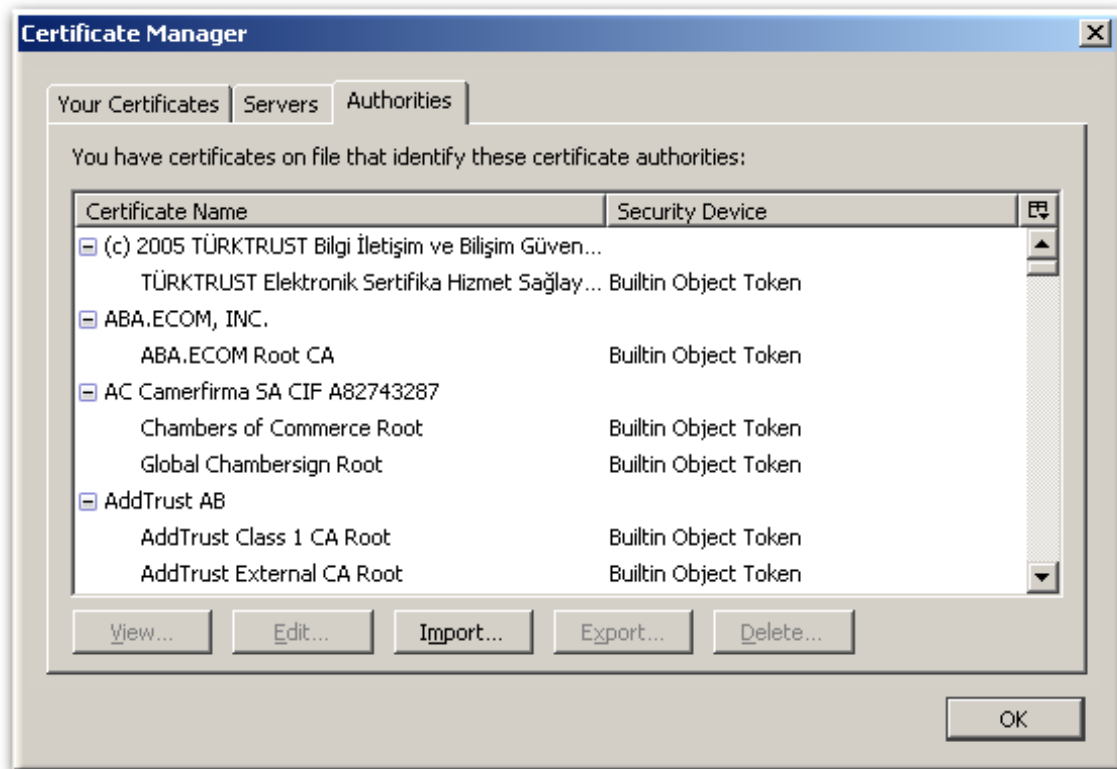 Certificate Manager
Your Certificates Servers Authorities
You have certificates on file that identify these certificate authorities:
Certificate Name Security Device
(c) 2005 TÜRKTRUST Bilgi İletişim ve Bilişim Güven...
TÜRKTRUST Elektronik Sertifika Hizmet Sağlay... Builtin Object Token
ABA.ECOM, INC.
ABA.ECOM Root CA Builtin Object Token
AC Camerfirma SA CIF A82743287
Chambers of Commerce Root Builtin Object Token
Global Chambersign Root Builtin Object Token
AddTrust AB
AddTrust Class 1 CA Root Builtin Object Token
AddTrust External CA Root Builtin Object Token
View... Edit... Import... Export... Delete...
OK